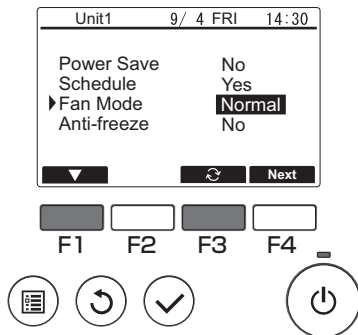 Unit1 9/ 4 FRI 14:30
Power Save No
Schedule Yes
Fan Mode Normal
Anti-freeze No
Next
F1 F2 F3 F4